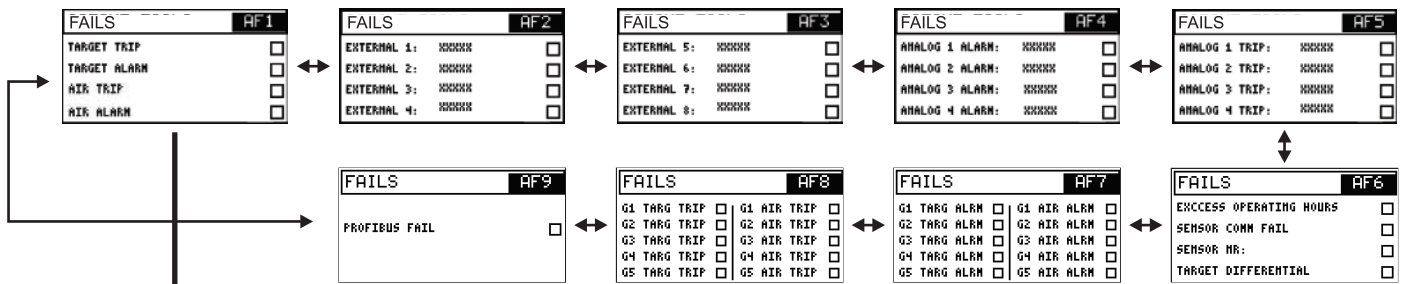 FAILS AF1
TARGET TRIP
TARGET ALARM
AIR TRIP
AIR ALARM
FAILS AF2
EXTERNAL 1: XXXXX
EXTERNAL 2: XXXXX
EXTERNAL 3: XXXXX
EXTERNAL 4: XXXXX
FAILS AF3
EXTERNAL 5: XXXXX
EXTERNAL 6: XXXXX
EXTERNAL 7: XXXXX
EXTERNAL 8: XXXXX
FAILS AF4
ANALOG 1 ALARM: XXXXX
ANALOG 2 ALARM: XXXXX
ANALOG 3 ALARM: XXXXX
ANALOG 4 ALARM: XXXXX
FAILS AF5
ANALOG 1 TRIP: XXXXX
ANALOG 2 TRIP: XXXXX
ANALOG 3 TRIP: XXXXX
ANALOG 4 TRIP: XXXXX
FAILS AF9
PROFIBUS FAIL
FAILS AF8
G1 TARG TRIP G1 AIR TRIP
G2 TARG TRIP G2 AIR TRIP
G3 TARG TRIP G3 AIR TRIP
G4 TARG TRIP G4 AIR TRIP
G5 TARG TRIP G5 AIR TRIP
FAILS AF7
G1 TARG ALRM G1 AIR ALRM
G2 TARG ALRM G2 AIR ALRM
G3 TARG ALRM G3 AIR ALRM
G4 TARG ALRM G4 AIR ALRM
G5 TARG ALRM G5 AIR ALRM
FAILS AF6
EXCCESS OPERATING HOURS
SENSOR COMM FAIL
SENSOR NR:
TARGET DIFFERENTIAL